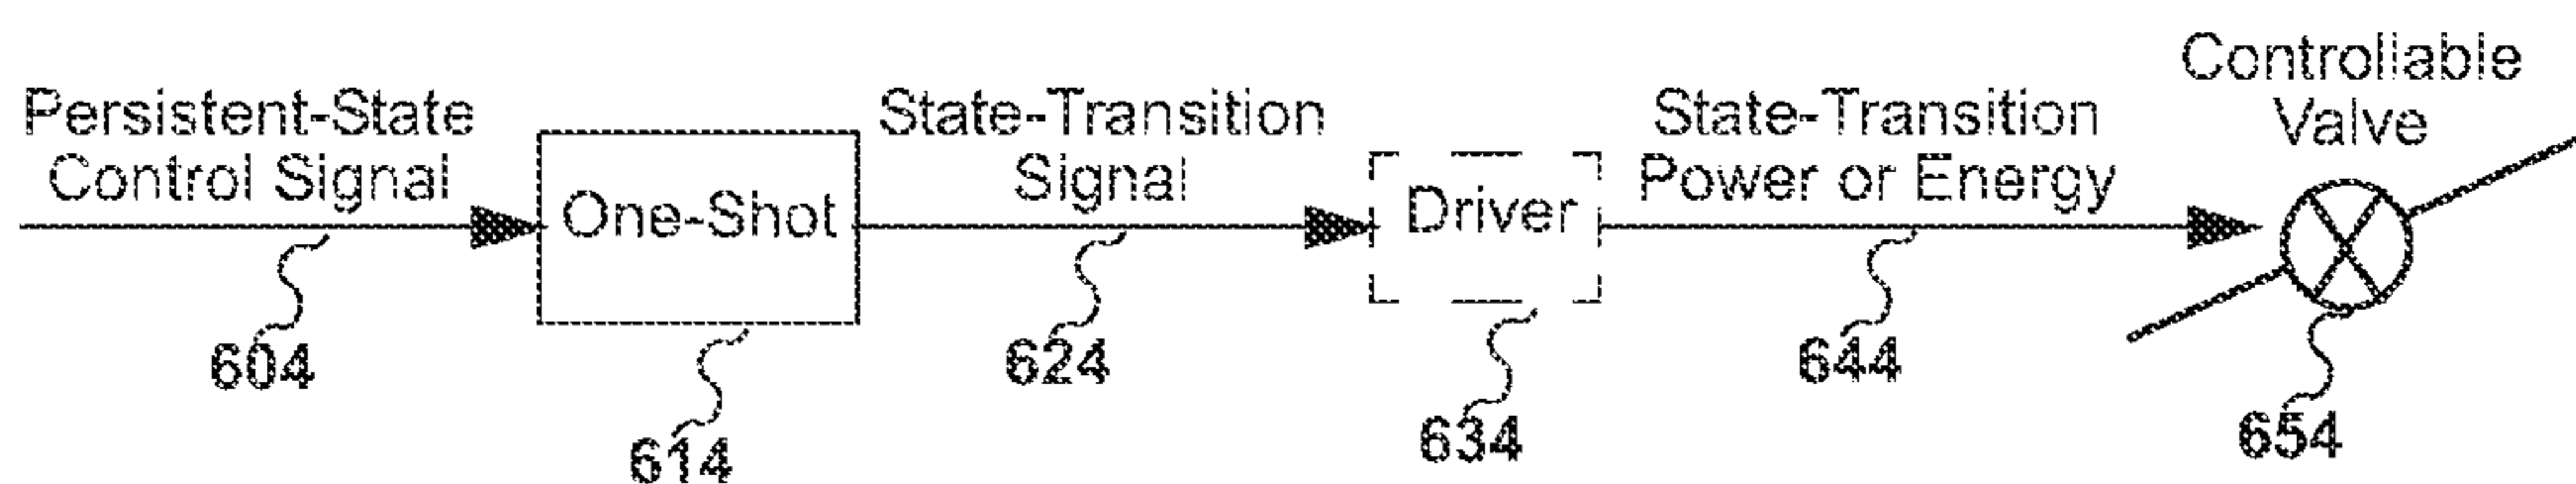 Persistent-State
Control Signal
One-Shot
State-Transition
Signal
Driver
State-Transition
Power or Energy
Controllable
Valve
604
614
624
634
644
654